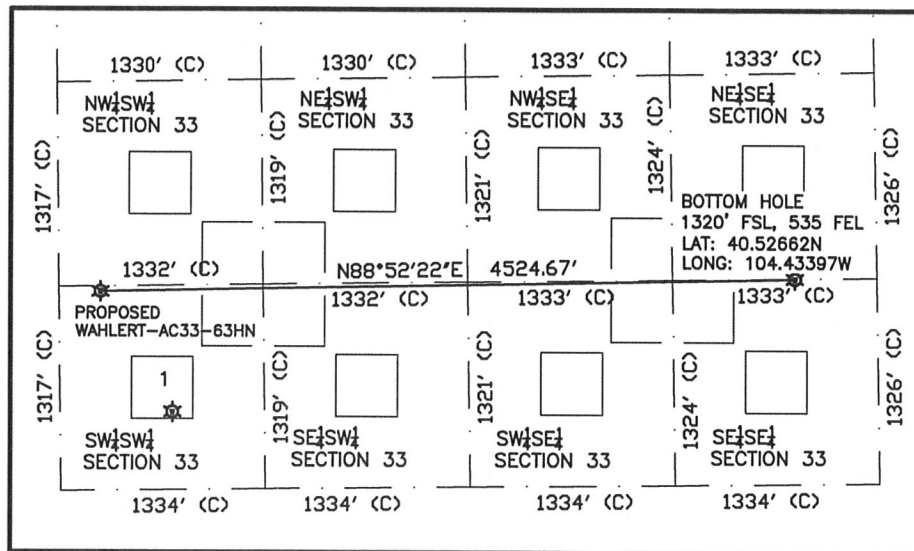 1330' (C) 1330' (C) 1333' (C) 1333' (C)
NW¼SW¼
SECTION 33
NE¼SW¼
SECTION 33
NW¼SE¼
SECTION 33
NE¼SE¼
SECTION 33
1317' (C)
1319' (C)
1321' (C)
1324' (C)
1326' (C)
BOTTOM HOLE
1320' FSL, 535 FEL
LAT: 40.52662N
LONG: 104.43397W
1332' (C) N88°52'22"E 4524.67'
1332' (C) 1333' (C) 1333' (C)
PROPOSED
WAHLERT-AC33-63HN
1317' (C)
1319' (C)
1321' (C)
1324' (C)
1326' (C)
1
SW¼SW¼
SECTION 33
SE¼SW¼
SECTION 33
SW¼SE¼
SECTION 33
SE¼SE¼
SECTION 33
1334' (C) 1334' (C) 1334' (C) 1334' (C)